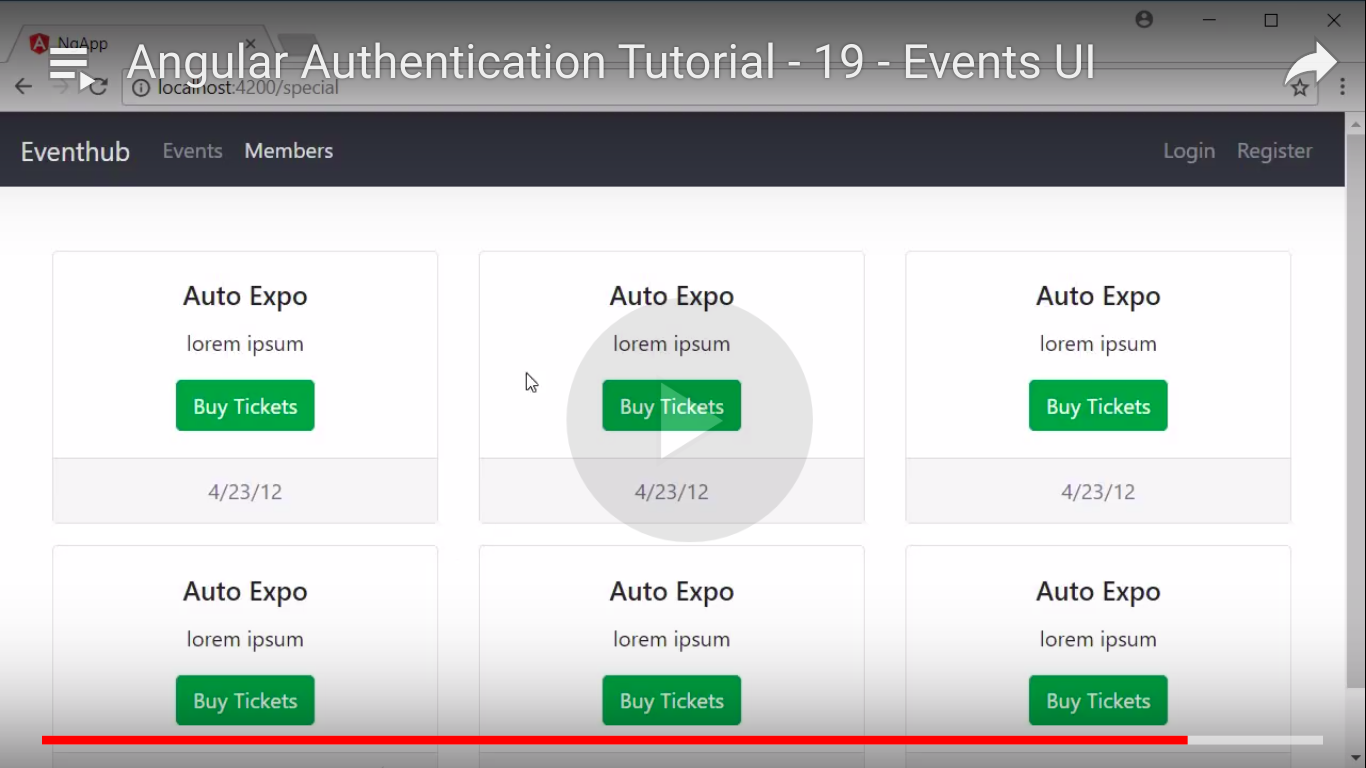 NgApp
Angular Authentication Tutorial - 19 - Events UI
localhost:4200/special
Eventhub Events Members Login Register
Auto Expo Auto Expo Auto Expo
lorem ipsum lorem ipsum lorem ipsum
Buy Tickets Buy Tickets Buy Tickets
4/23/12 4/23/12 4/23/12
Auto Expo Auto Expo Auto Expo
lorem ipsum lorem ipsum lorem ipsum
Buy Tickets Buy Tickets Buy Tickets